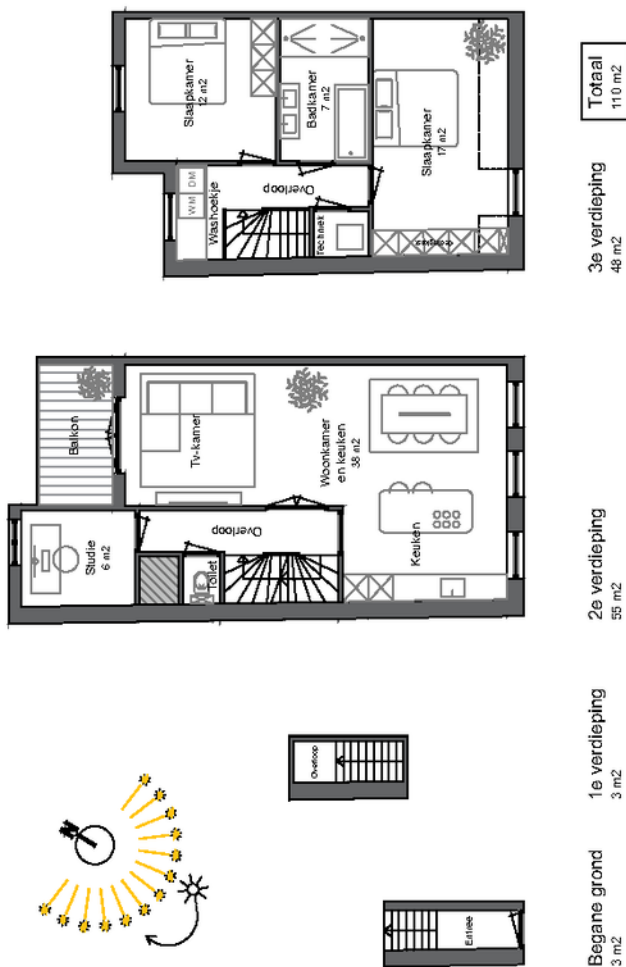 N
Entree
Begane grond
3 m2
Overloop
1e verdieping
3 m2
Balkon
Studie
6 m2
Tv-kamer
Overloop
Toilet
Woonkamer
en keuken
38 m2
Keuken
2e verdieping
55 m2
Slaapkamer
12 m2
WM
DM
Washoekje
Badkamer
7 m2
Overloop
Techniek
Slaapkamer
17 m2
3e verdieping
48 m2
Totaal
110 m2